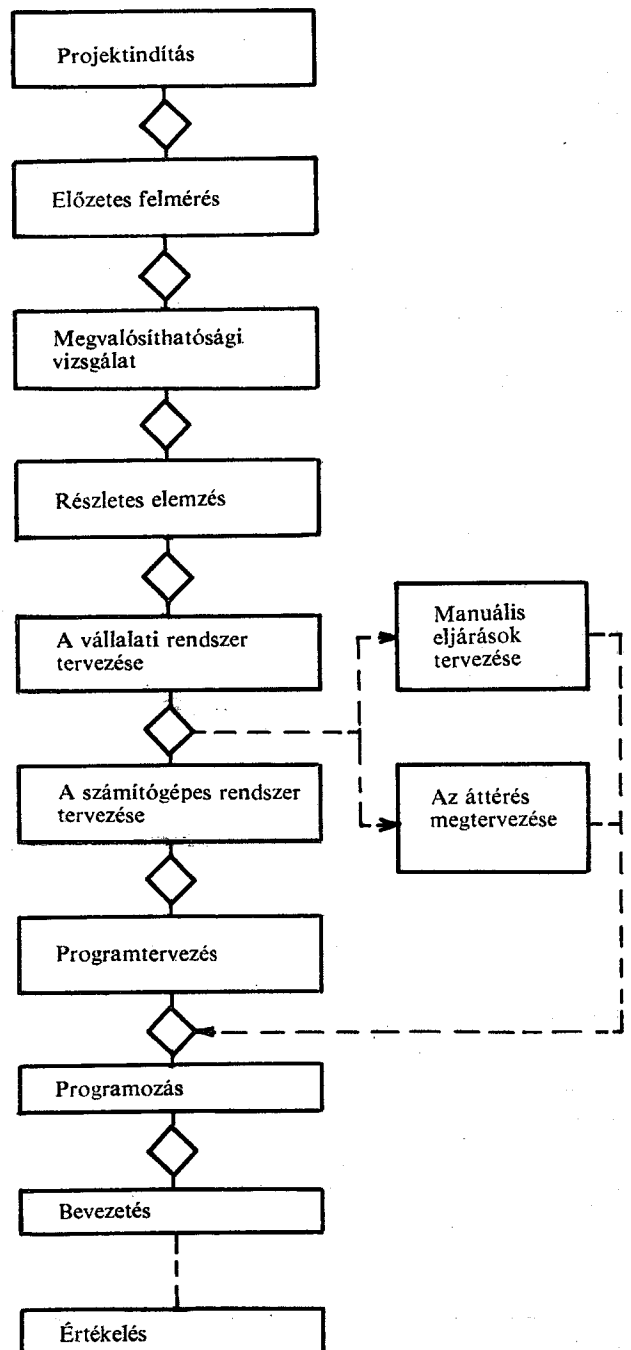 Projektindítás
Előzetes felmérés
Megvalósíthatósági
vizsgálat
Részletes elemzés
A vállalati rendszer
tervezése
Manuális
eljárások
tervezése
A számítógépes rendszer
tervezése
Az áttérés
megtervezése
Programtervezés
Programozás
Bevezetés
Értékelés